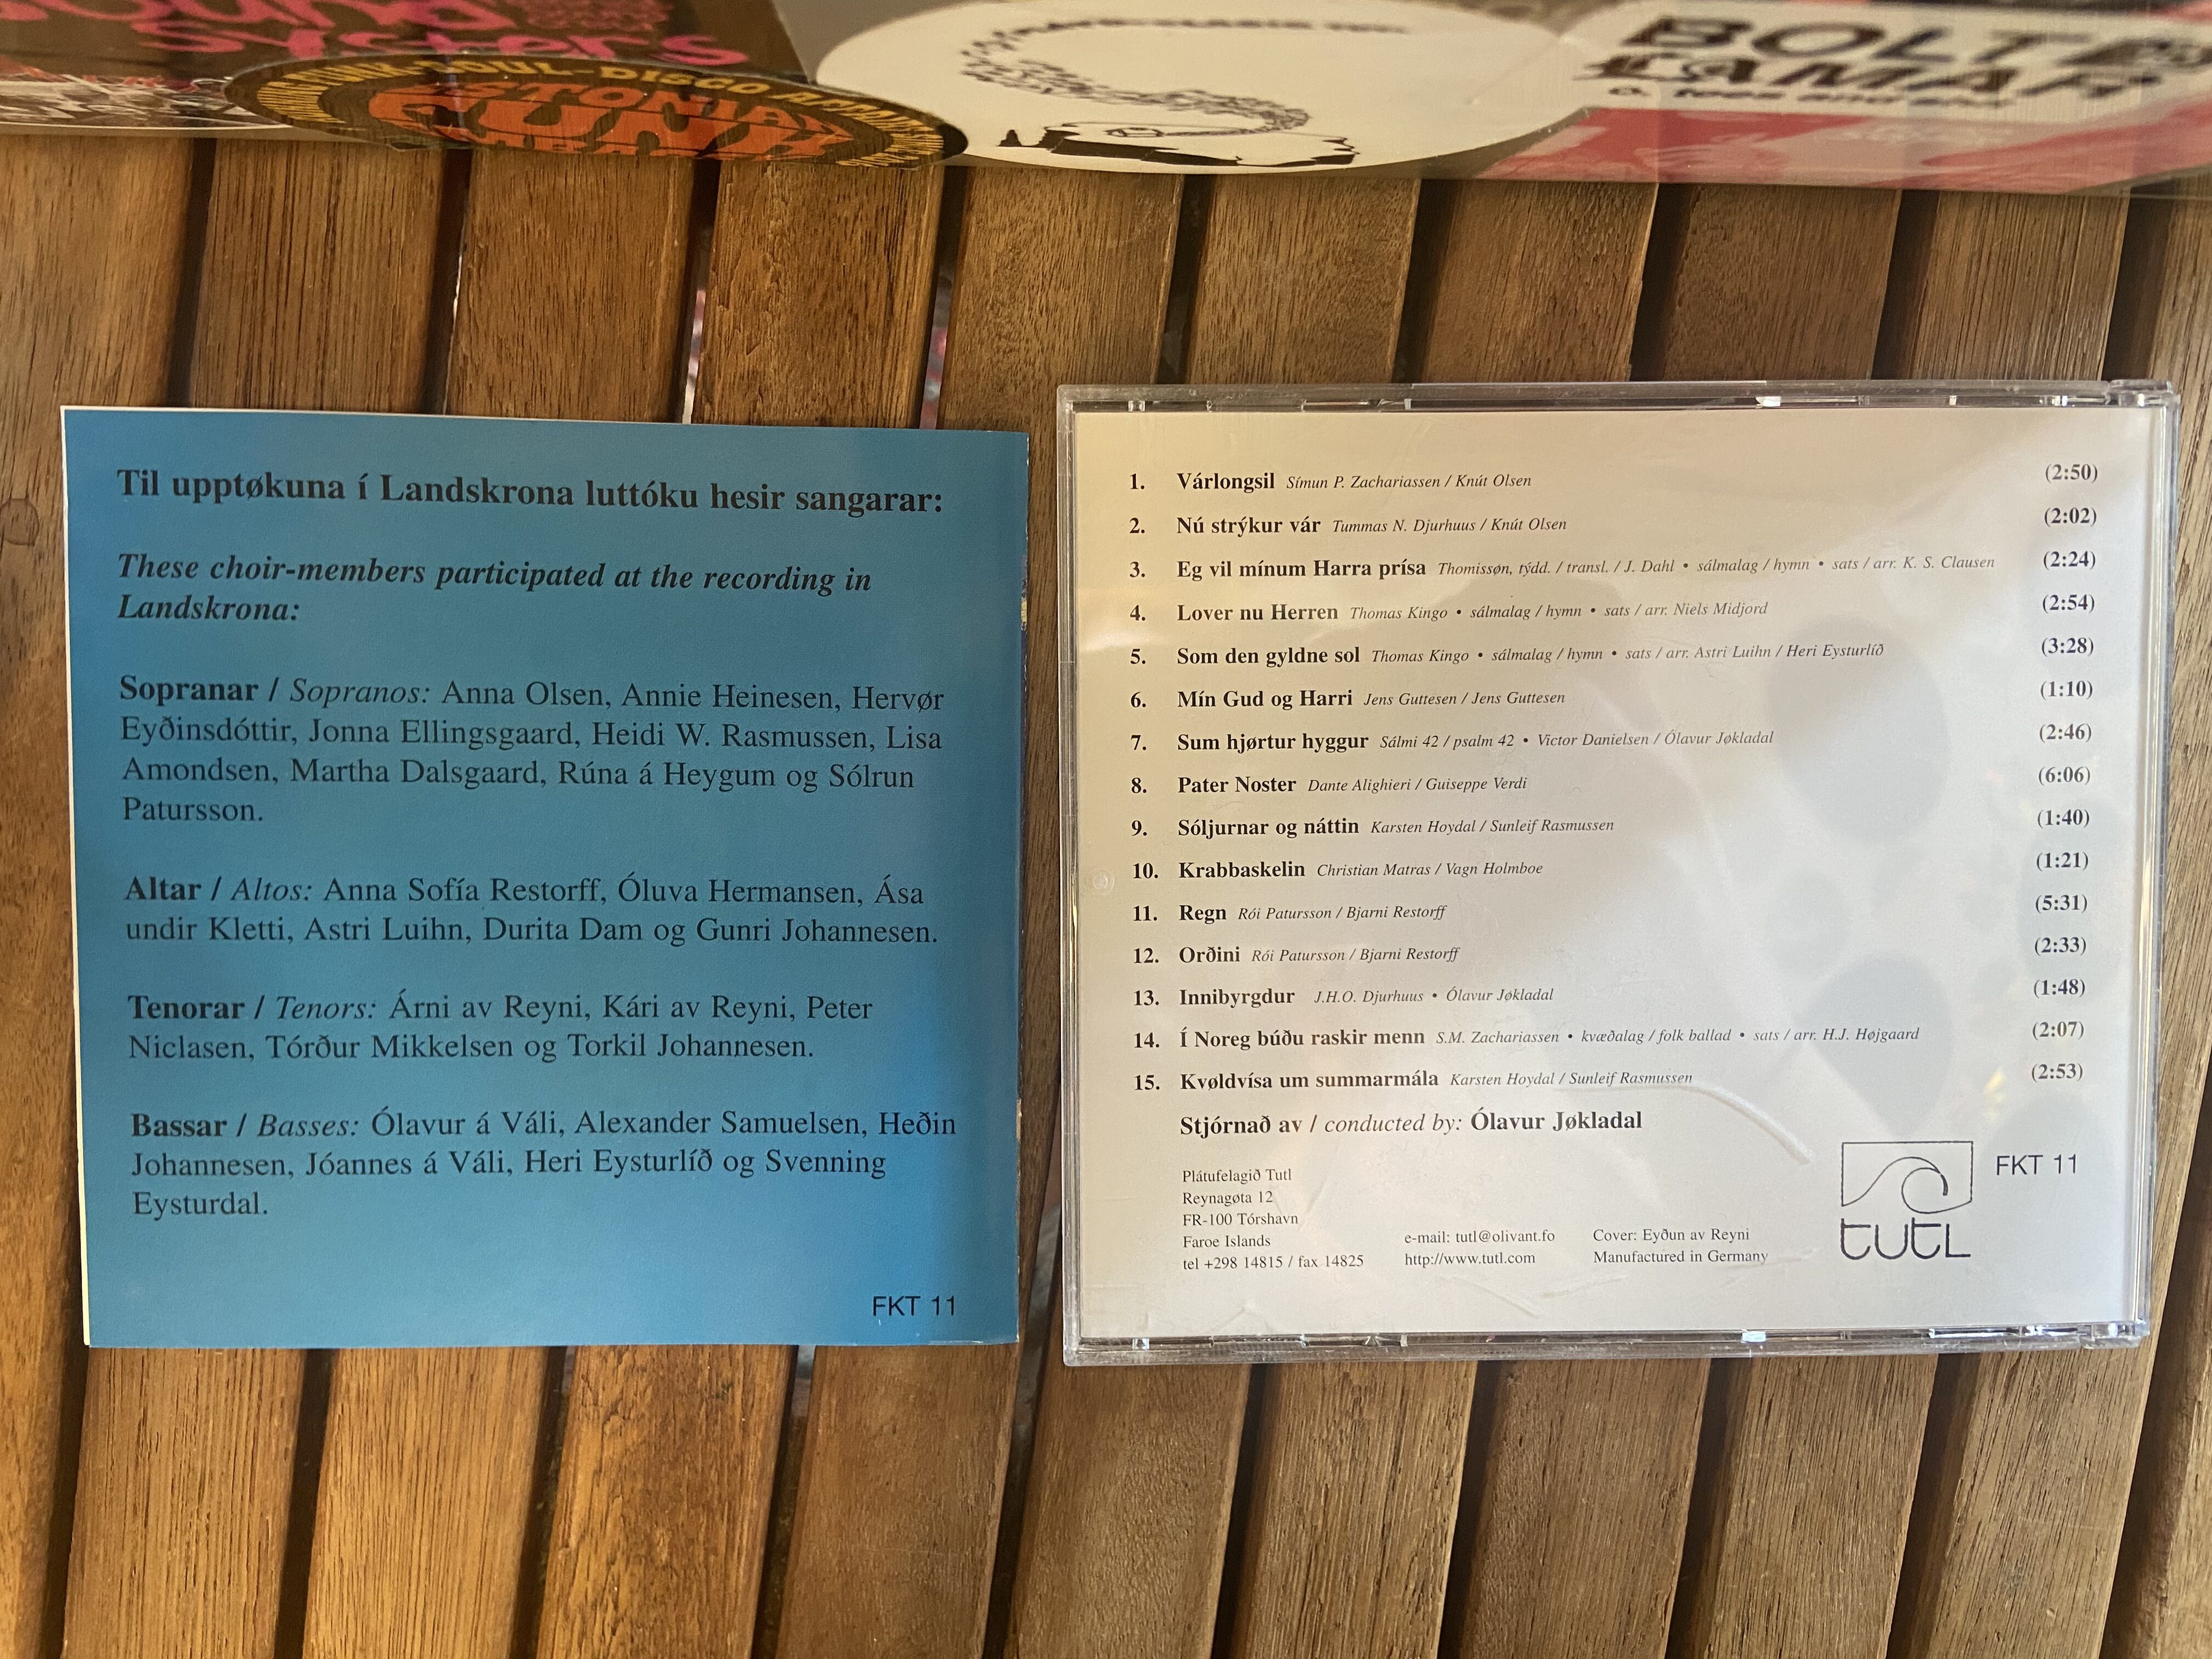 systers
FUNK-SOUL-DISCO
FUNK
BOLT
LAMAR
Til upptøkuna í Landskrona luttóku hesir sangarar:
These choir-members participated at the recording in
Landskrona:
Sopranar / Sopranos: Anna Olsen, Annie Heinesen, Hervør
Eyðinsdóttir, Jonna Ellingsgaard, Heidi W. Rasmussen, Lisa
Amondsen, Martha Dalsgaard, Rúna á Heygum og Sólrun
Patursson.
Altar / Altos: Anna Sofía Restorff, Óluva Hermansen, Ása
undir Kletti, Astri Luihn, Durita Dam og Gunri Johannesen.
Tenorar / Tenors: Árni av Reyni, Kári av Reyni, Peter
Niclasen, Tórður Mikkelsen og Torkil Johannesen.
Bassar / Basses: Ólavur á Váli, Alexander Samuelsen, Heðin
Johannesen, Jóannes á Váli, Heri Eysturlíð og Svenning
Eysturdal.
FKT 11
1. Várlongsil Símun P. Zachariassen / Knút Olsen (2:50)
2. Nú strýkur vár Tummas N. Djurhuus / Knút Olsen (2:02)
3. Eg vil mínum Harra prísa Thomissøn, týdd. / transl. / J. Dahl • sálmalag / hymn • sats / arr. K. S. Clausen (2:24)
4. Lover nu Herren Thomas Kingo • sálmalag / hymn • sats / arr. Niels Midjord (2:54)
5. Som den gyldne sol Thomas Kingo • sálmalag / hymn • sats / arr. Astri Luihn / Heri Eysturlíð (3:28)
6. Mín Gud og Harri Jens Guttesen / Jens Guttesen (1:10)
7. Sum hjørtur hyggur Sálmi 42 / psalm 42 • Victor Danielsen / Ólavur Jøkladal (2:46)
8. Pater Noster Dante Alighieri / Guiseppe Verdi (6:06)
9. Sóljurnar og náttin Karsten Hoydal / Sunleif Rasmussen (1:40)
10. Krabbaskelin Christian Matras / Vagn Holmboe (1:21)
11. Regn Rói Patursson / Bjarni Restorff (5:31)
12. Orðini Rói Patursson / Bjarni Restorff (2:33)
13. Innibyrgdur J.H.O. Djurhuus • Ólavur Jøkladal (1:48)
14. Í Noreg búðu raskir menn S.M. Zachariassen • kvæðalag / folk ballad • sats / arr. H.J. Højgaard (2:07)
15. Kvøldvísa um summarmála Karsten Hoydal / Sunleif Rasmussen (2:53)
Stjórnað av / conducted by: Ólavur Jøkladal
Plátufelagið Tutl
Reynagøta 12
FR-100 Tórshavn
Faroe Islands
tel +298 14815 / fax 14825
e-mail: tutl@olivant.fo
http://www.tutl.com
Cover: Eyðun av Reyni
Manufactured in Germany
tutl
FKT 11